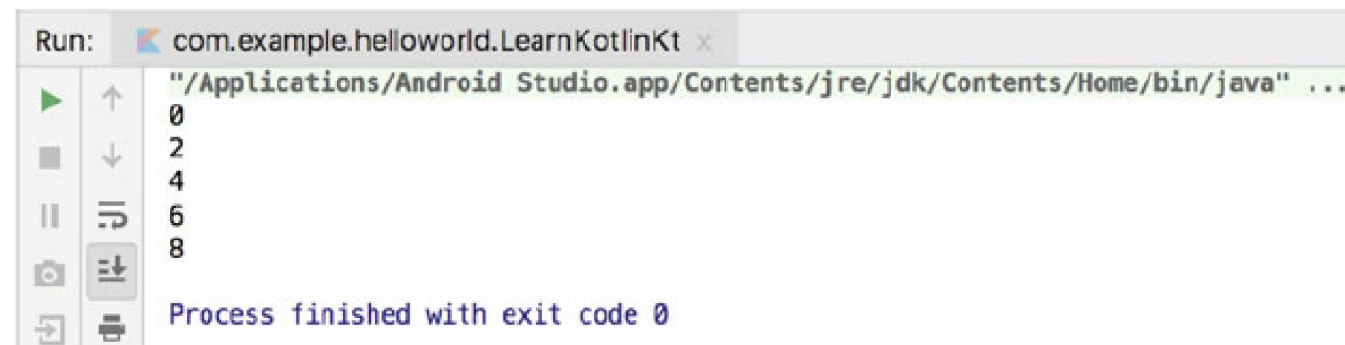 Run: com.example.helloworld.LearnKotlinKt ×
"/Applications/Android Studio.app/Contents/jre/jdk/Contents/Home/bin/java" ...
0
2
4
6
8
Process finished with exit code 0